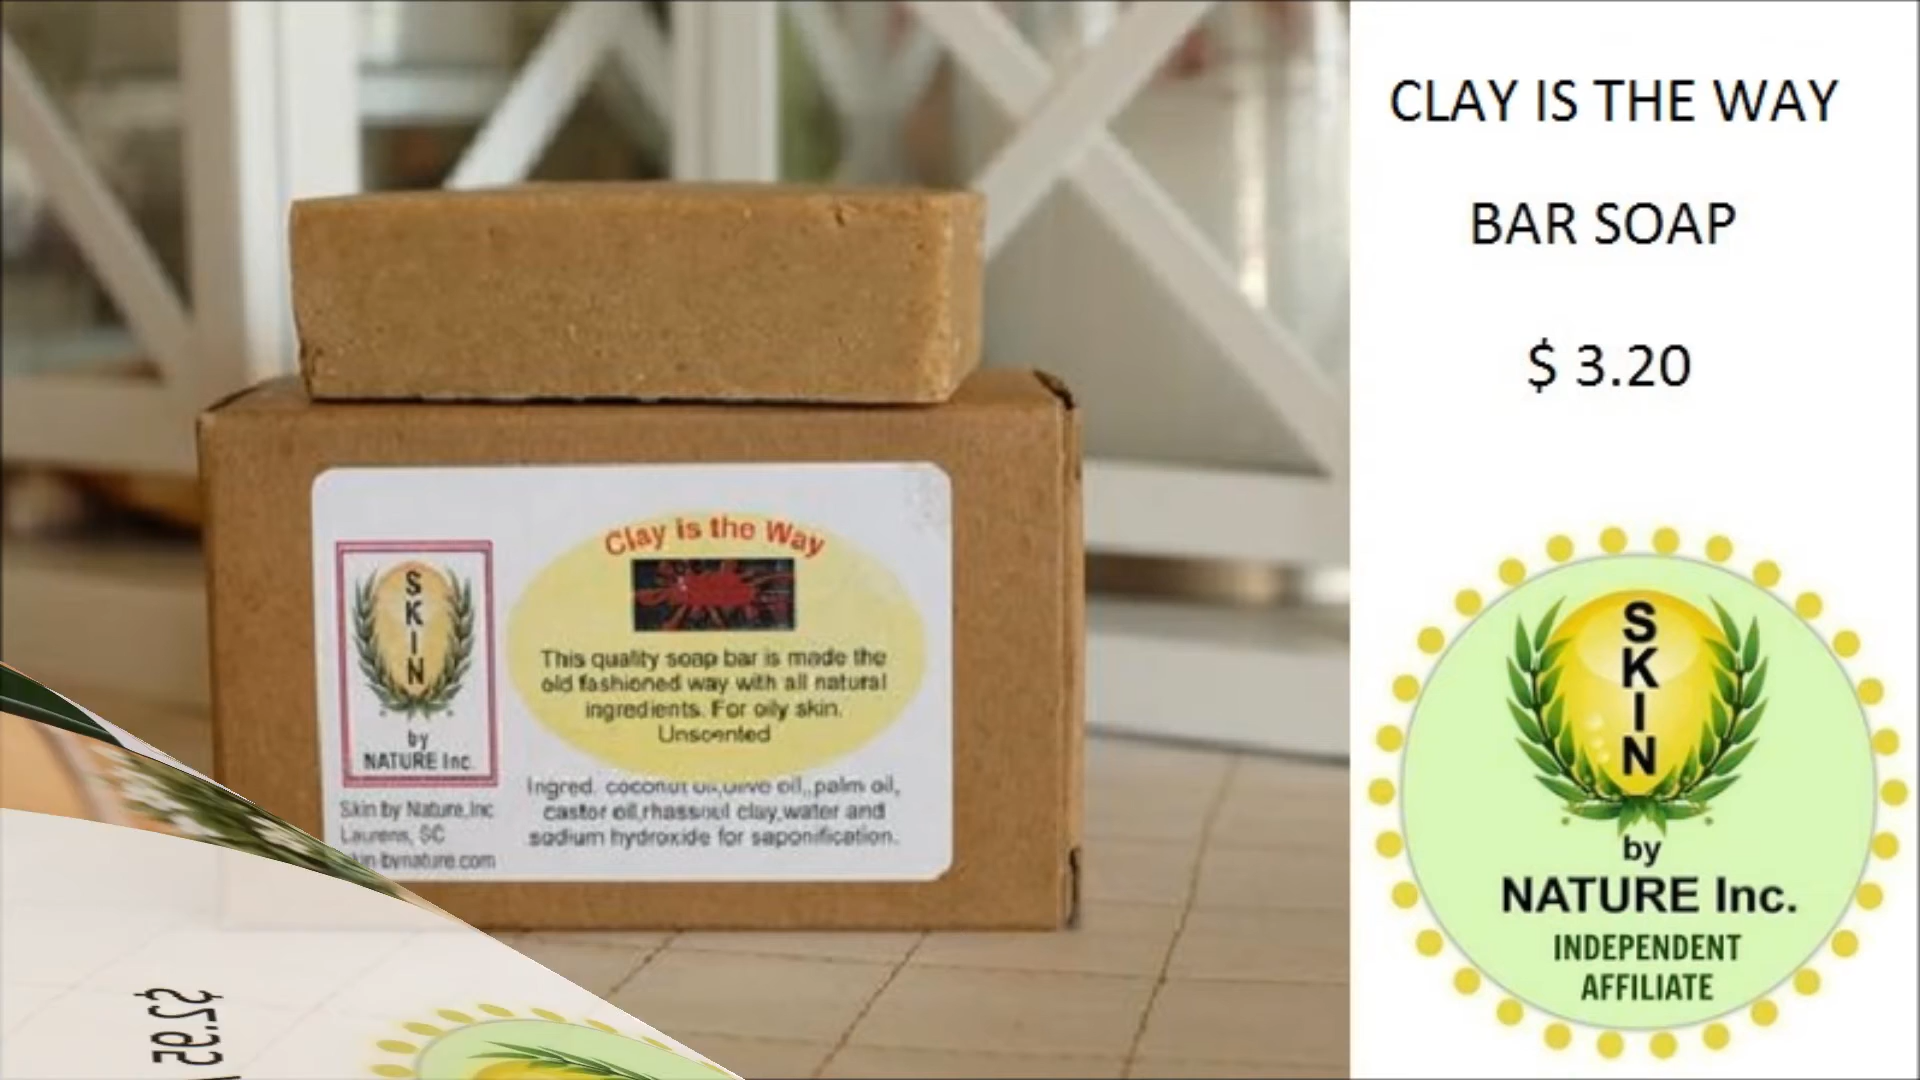 CLAY IS THE WAY
BAR SOAP
$ 3.20
Clay is the Way
This quality soap bar is made the
old fashioned way with all natural
ingredients. For oily skin.
Unscented
Ingred. coconut oil,olive oil,,palm oil,
castor oil,rhassoul clay,water and
sodium hydroxide for saponification.
SKIN
by
NATURE Inc.
Skin by Nature,Inc
Laurens, SC
skin-bynature.com
SKIN
by
NATURE Inc.
INDEPENDENT
AFFILIATE